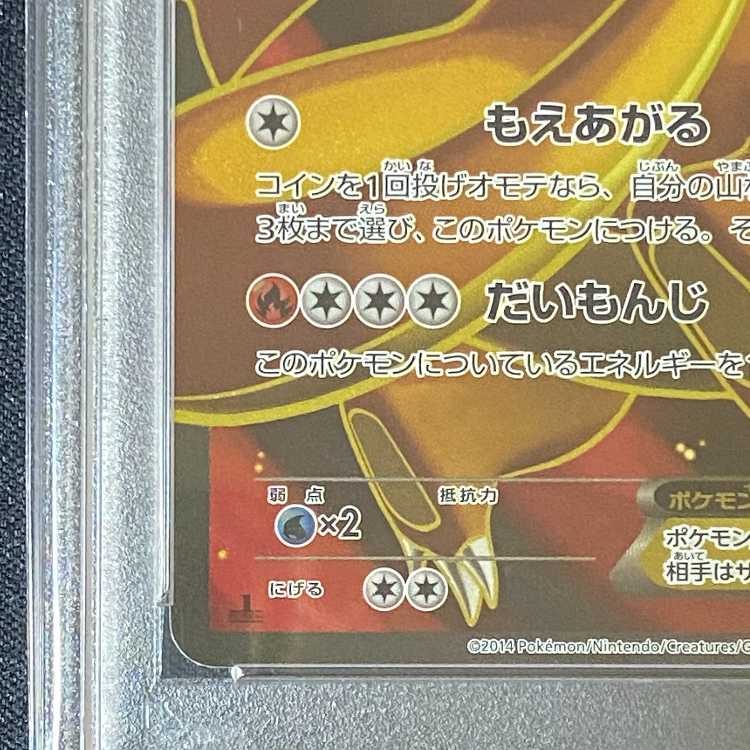 もえあがる
コインを1回投げオモテなら、自分の山
3枚まで選び、このポケモンにつける。そ
だいもんじ
このポケモンについているエネルギーを
弱点
抵抗力
×2
ポケモン
ポケモン
相手は
にげる
1
©2014 Pokémon/Nintendo/Creatures/G